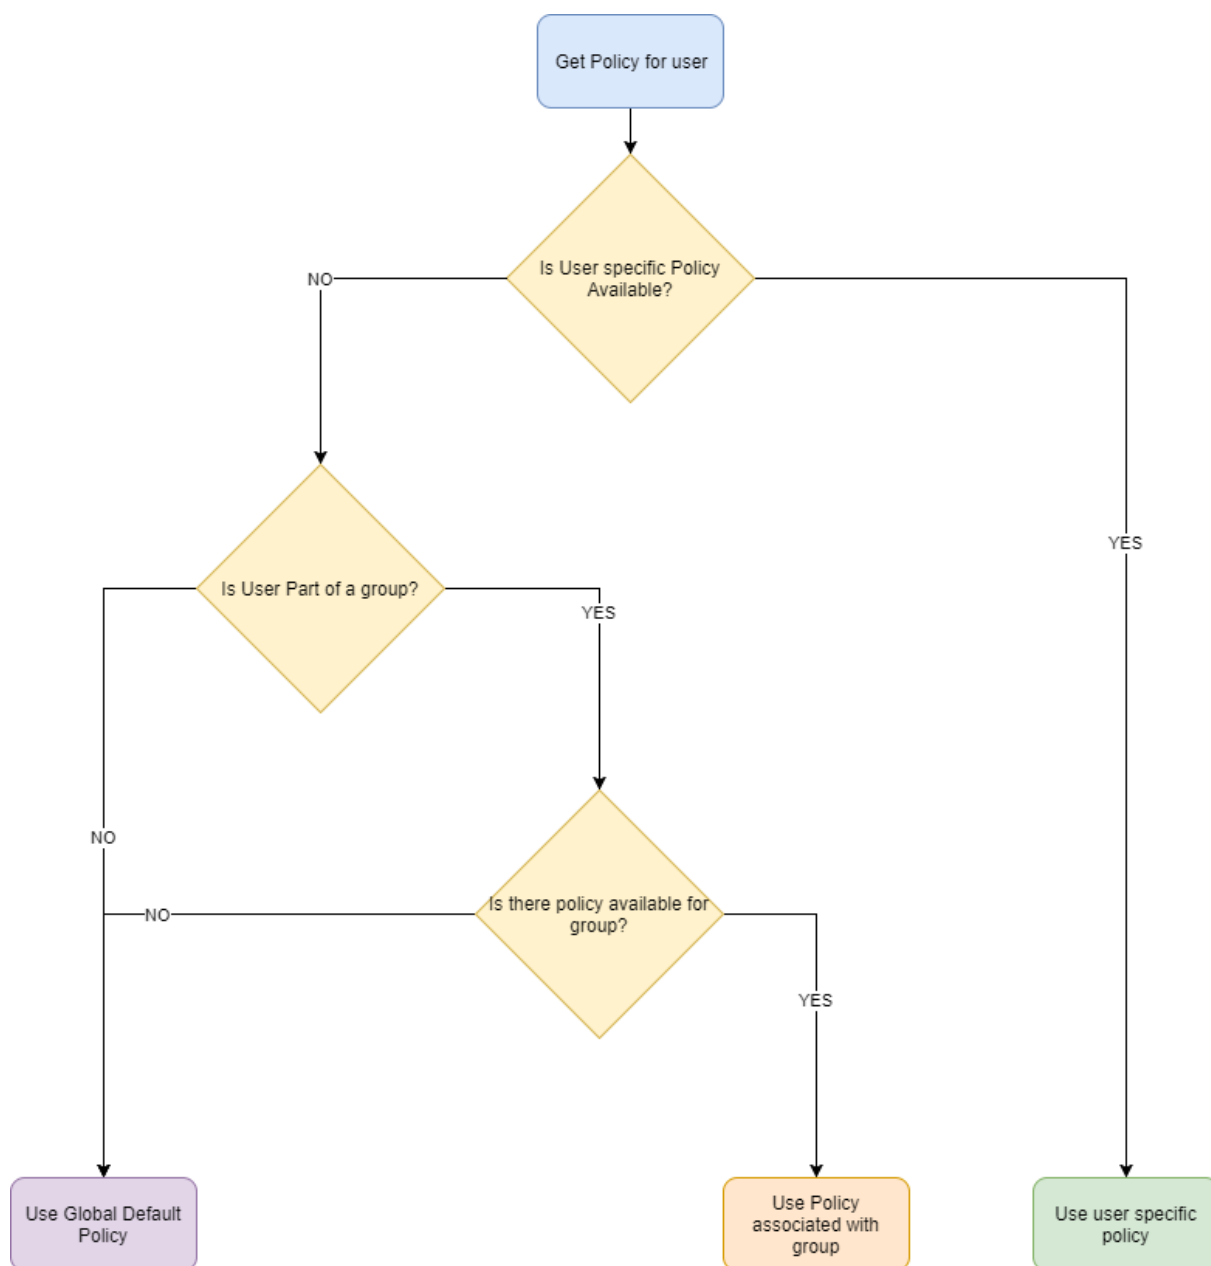 Get Policy for user
Is User specific Policy
Available?
NO
YES
Is User Part of a group?
YES
NO
Is there policy available for
group?
NO
YES
Use Global Default
Policy
Use Policy
associated with
group
Use user specific
policy